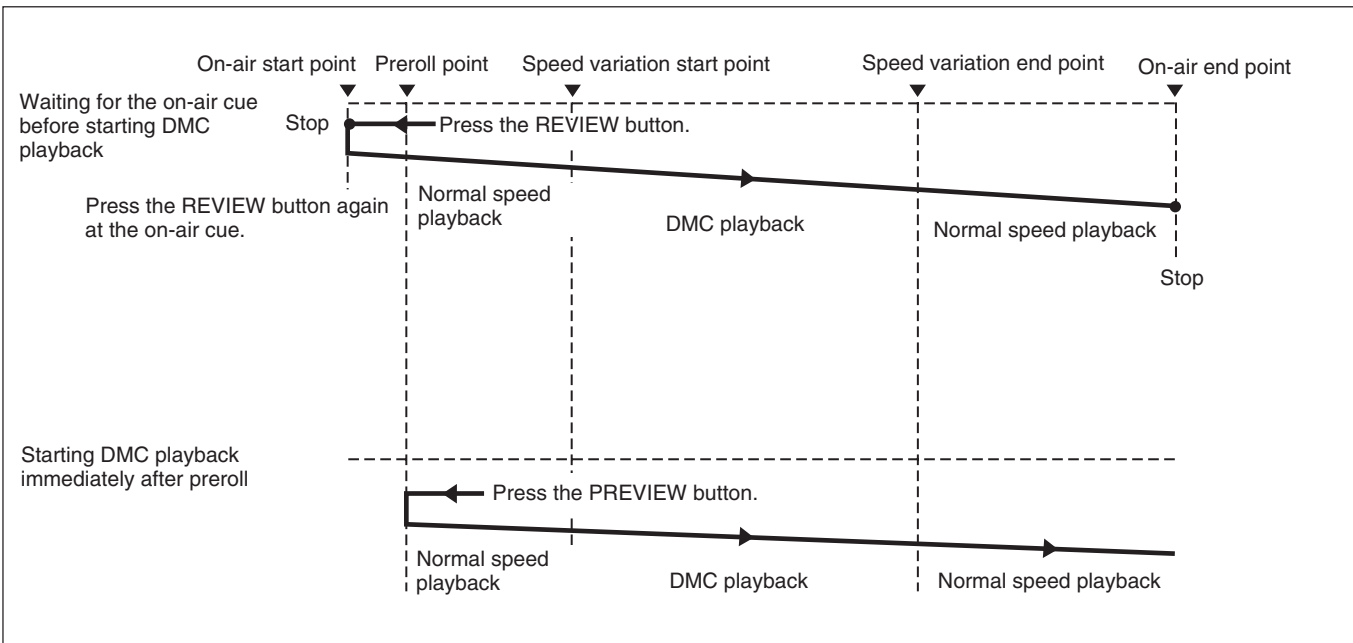 On-air start point
Preroll point
Speed variation start point
Speed variation end point
On-air end point
Waiting for the on-air cue
before starting DMC
playback
Stop
Press the REVIEW button.
Press the REVIEW button again
at the on-air cue.
Normal speed
playback
DMC playback
Normal speed playback
Stop
Starting DMC playback
immediately after preroll
Press the PREVIEW button.
Normal speed
playback
DMC playback
Normal speed playback